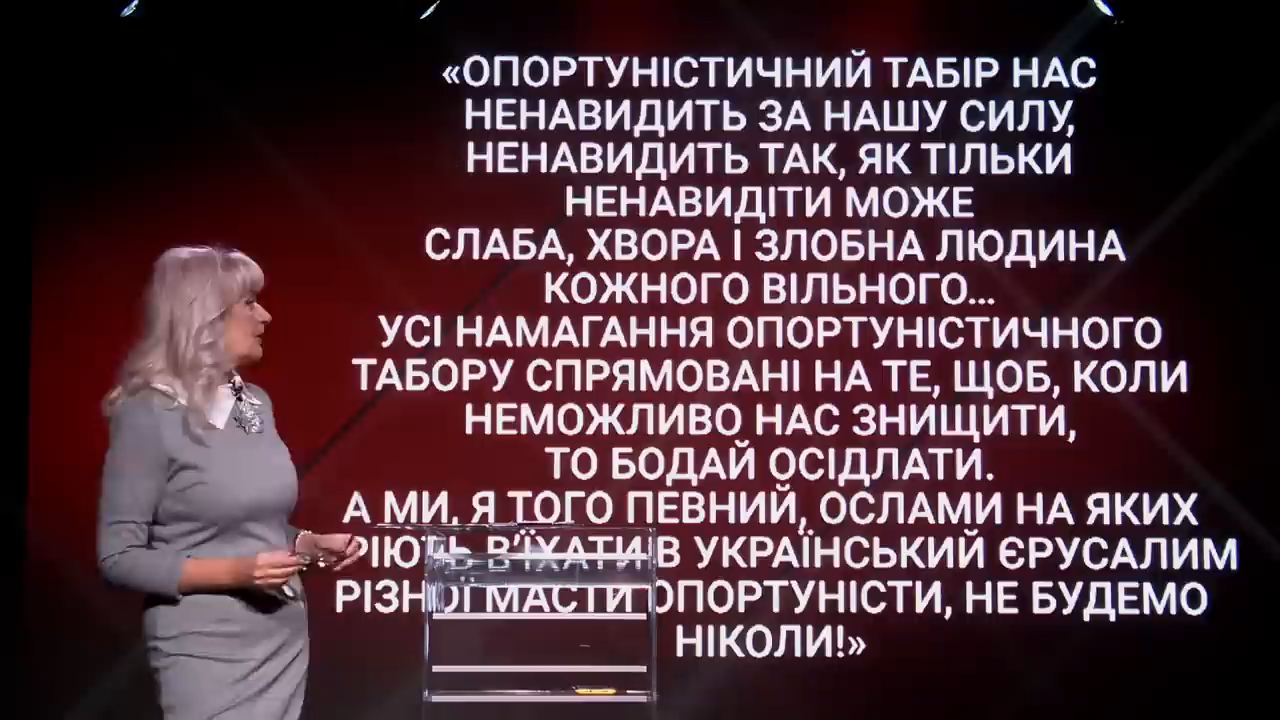 «ОПОРТУНІСТИЧНИЙ ТАБІР НАС
НЕНАВИДИТЬ ЗА НАШУ СИЛУ,
НЕНАВИДИТЬ ТАК, ЯК ТІЛЬКИ
НЕНАВИДІТИ МОЖЕ
СЛАБА, ХВОРА І ЗЛОБНА ЛЮДИНА
КОЖНОГО ВІЛЬНОГО...
УСІ НАМАГАННЯ ОПОРТУНІСТИЧНОГО
ТАБОРУ СПРЯМОВАНІ НА ТЕ, ЩОБ, КОЛИ
НЕМОЖЛИВО НАС ЗНИЩИТИ,
ТО БОДАЙ ОСІДЛАТИ.
А МИ, Я ТОГО ПЕВНИЙ, ОСЛАМИ НА ЯКИХ
В'ЇХАТИ В УКРАЇНСЬКИЙ ЄРУСАЛИМ
РІЗНОЇ МАСТИ ОПОРТУНІСТИ, НЕ БУДЕМО
НІКОЛИ!»